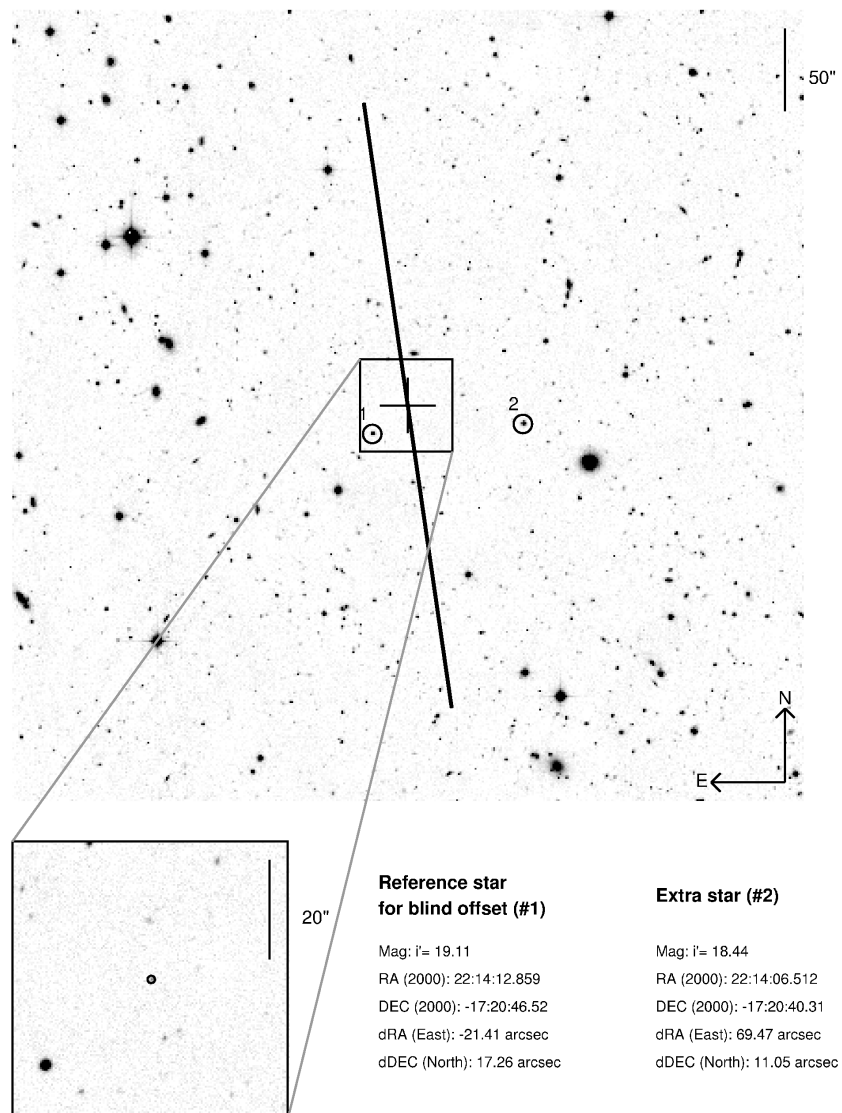 50"
1
2
N
E
20"
Reference star
for blind offset (#1)
Mag: i'= 19.11
RA (2000): 22:14:12.859
DEC (2000): -17:20:46.52
dRA (East): -21.41 arcsec
dDEC (North): 17.26 arcsec
Extra star (#2)
Mag: i'= 18.44
RA (2000): 22:14:06.512
DEC (2000): -17:20:40.31
dRA (East): 69.47 arcsec
dDEC (North): 11.05 arcsec